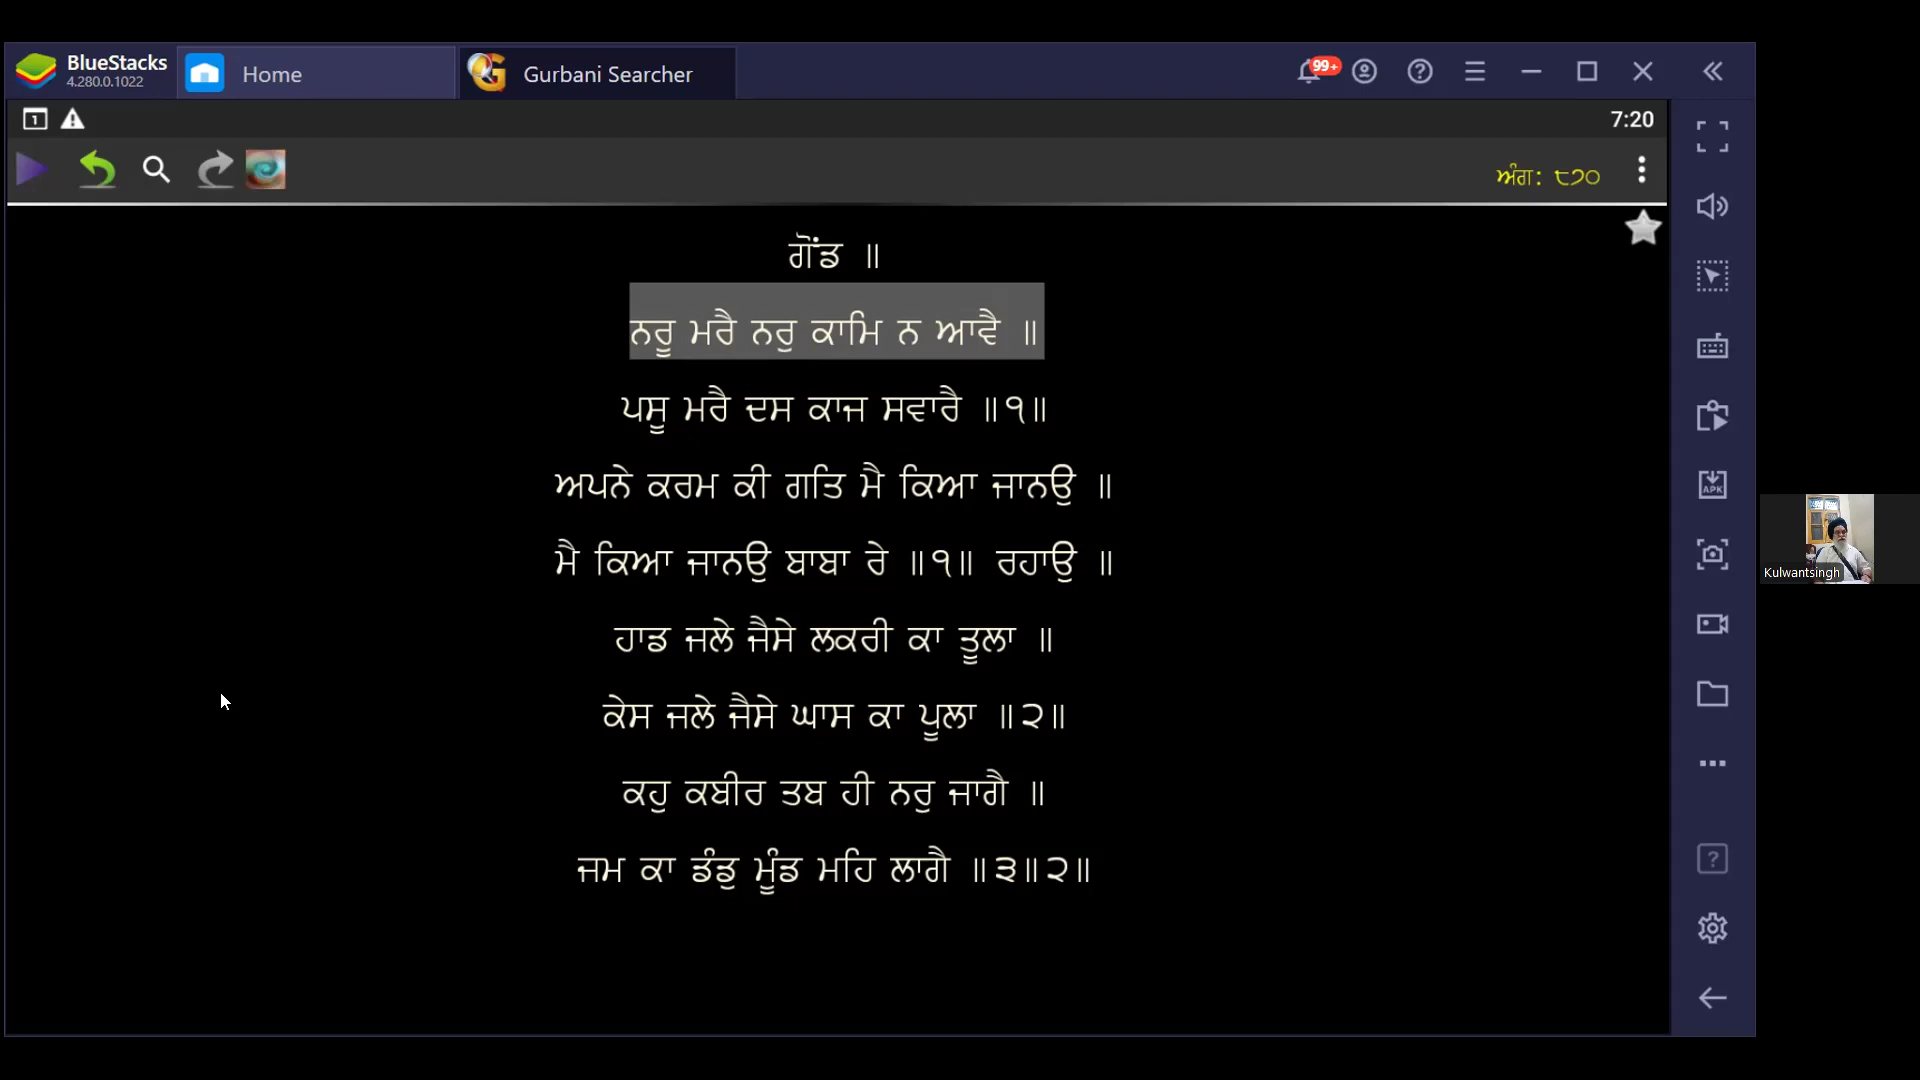 BlueStacks
4.280.0.1022
Home
Gurbani Searcher
99+
1
7:20
ਅੰਗ: ੮੭੦
ਗੋਂਡ ॥
ਨਰੂ ਮਰੈ ਨਰੁ ਕਾਮਿ ਨ ਆਵੈ ॥
ਪਸੂ ਮਰੈ ਦਸ ਕਾਜ ਸਵਾਰੈ ॥੧॥
ਅਪਨੇ ਕਰਮ ਕੀ ਗਤਿ ਮੈ ਕਿਆ ਜਾਨਉ ॥
ਮੈ ਕਿਆ ਜਾਨਉ ਬਾਬਾ ਰੇ ॥੧॥ ਰਹਾਉ ॥
ਹਾਡ ਜਲੇ ਜੈਸੇ ਲਕਰੀ ਕਾ ਤੂਲਾ ॥
ਕੇਸ ਜਲੇ ਜੈਸੇ ਘਾਸ ਕਾ ਪੂਲਾ ॥੨॥
ਕਹੁ ਕਬੀਰ ਤਬ ਹੀ ਨਰੁ ਜਾਗੈ ॥
ਜਮ ਕਾ ਡੰਡੁ ਮੂੰਡ ਮਹਿ ਲਾਗੈ ॥੩॥੨॥
APK
Kulwantsingh